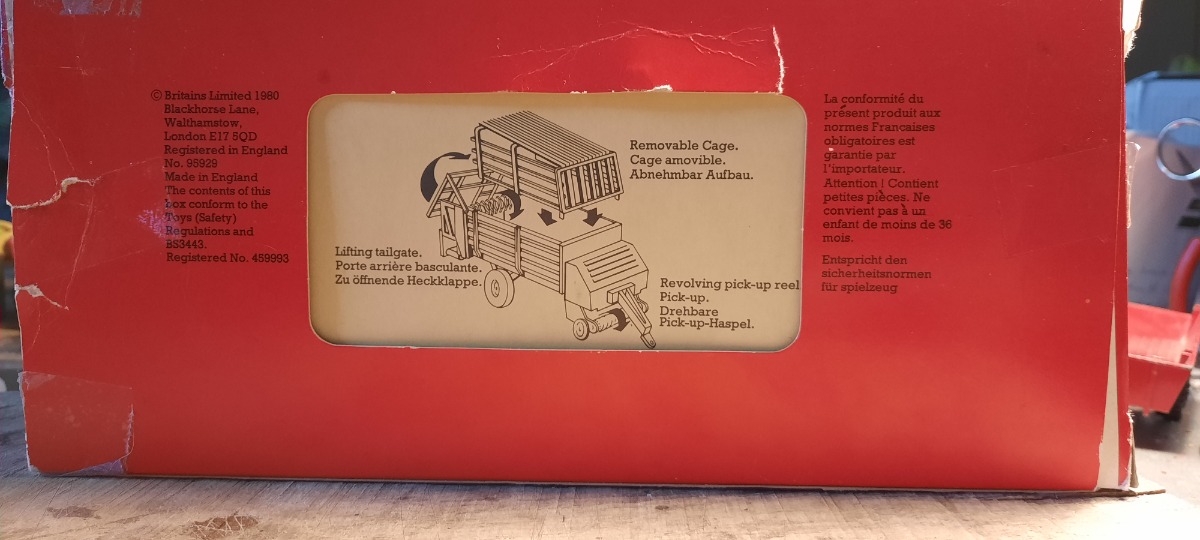 © Britains Limited 1980
Blackhorse Lane,
Walthamstow,
London E17 5QD
Registered in England
No. 95929
Made in England
The contents of this
box conform to the
Toys (Safety)
Regulations and
BS3443.
Registered No. 459993
Removable Cage.
Cage amovible.
Abnehmbar Aufbau.
Lifting tailgate.
Porte arrière basculante.
Zu öffnende Heckklappe.
Revolving pick-up reel
Pick-up.
Drehbare
Pick-up-Haspel.
La conformité du
présent produit aux
normes Francaises
obligatoires est
garantie par
l'importateur.
Attention | Contient
petites pièces. Ne
convient pas à un
enfant de moins de 36
mois.
Entspricht den
sicherheitsnormen
für spielzeug